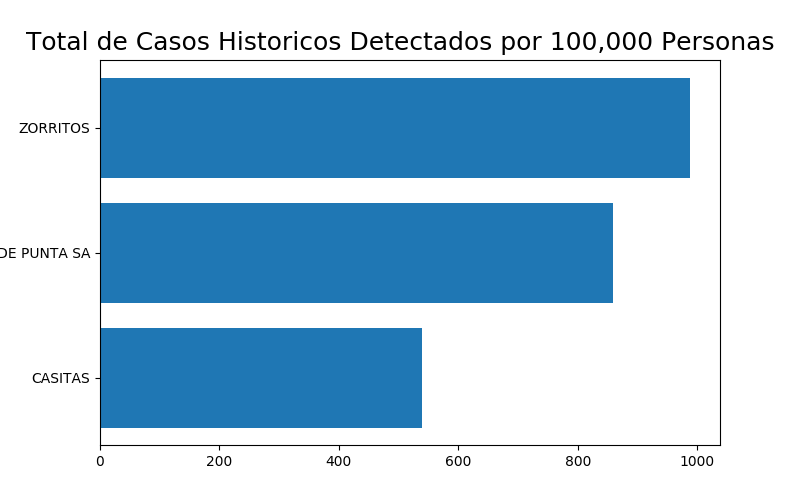 Total de Casos Historicos Detectados por 100,000 Personas
ZORRITOS
DE PUNTA SA
CASITAS
0 200 400 600 800 1000